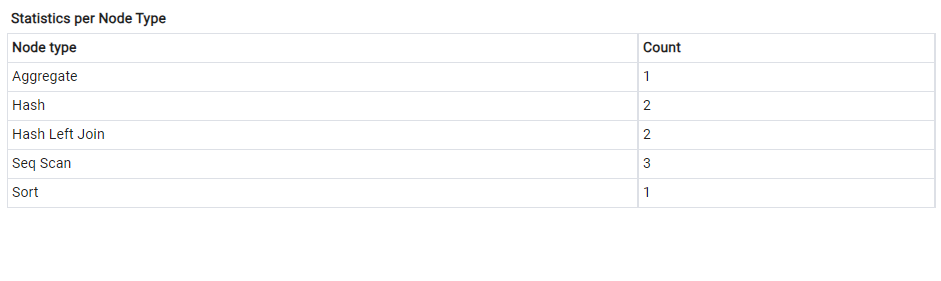 Statistics per Node Type
Node type Count
Aggregate 1
Hash 2
Hash Left Join 2
Seq Scan 3
Sort 1